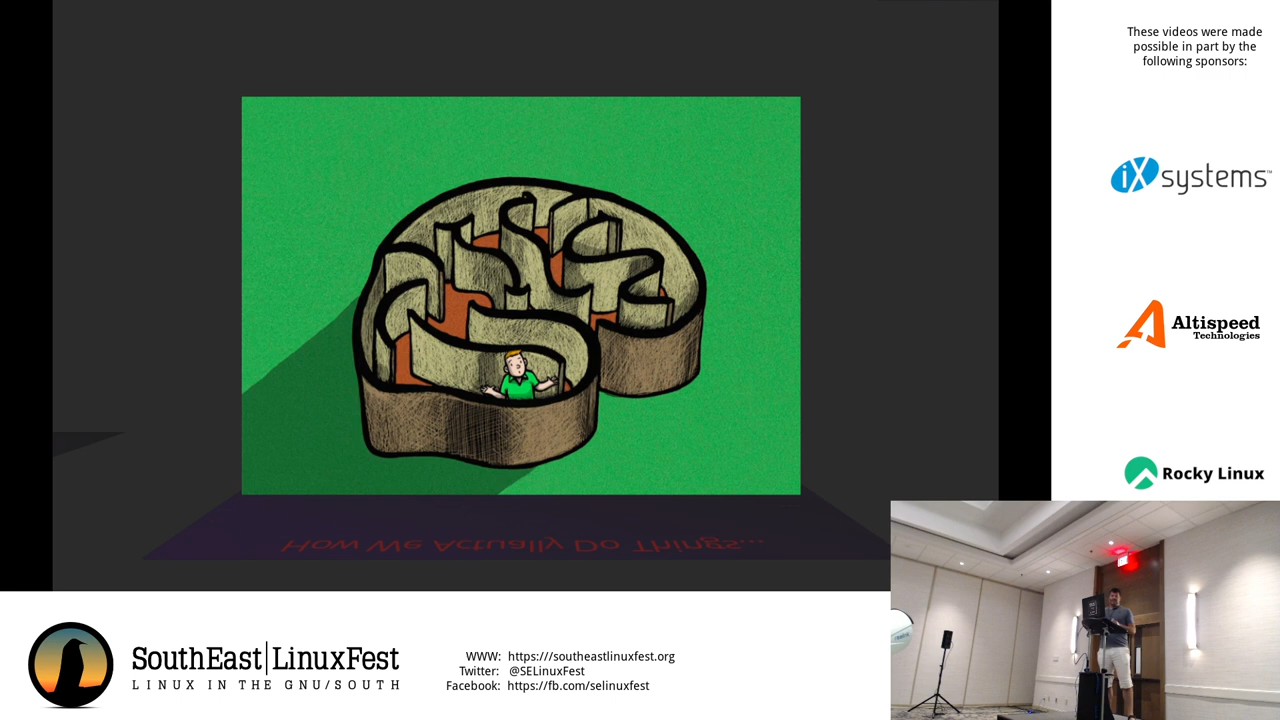 These videos were made
possible in part by the
following sponsors:
iXsystems™
Altispeed
Technologies
Rocky Linux
How We Actually Do Things...
SouthEast LinuxFest
LINUX IN THE GNU/SOUTH
WWW: https:///southeastlinuxfest.org
Twitter: @SELinuxFest
Facebook: https://fb.com/selinuxfest